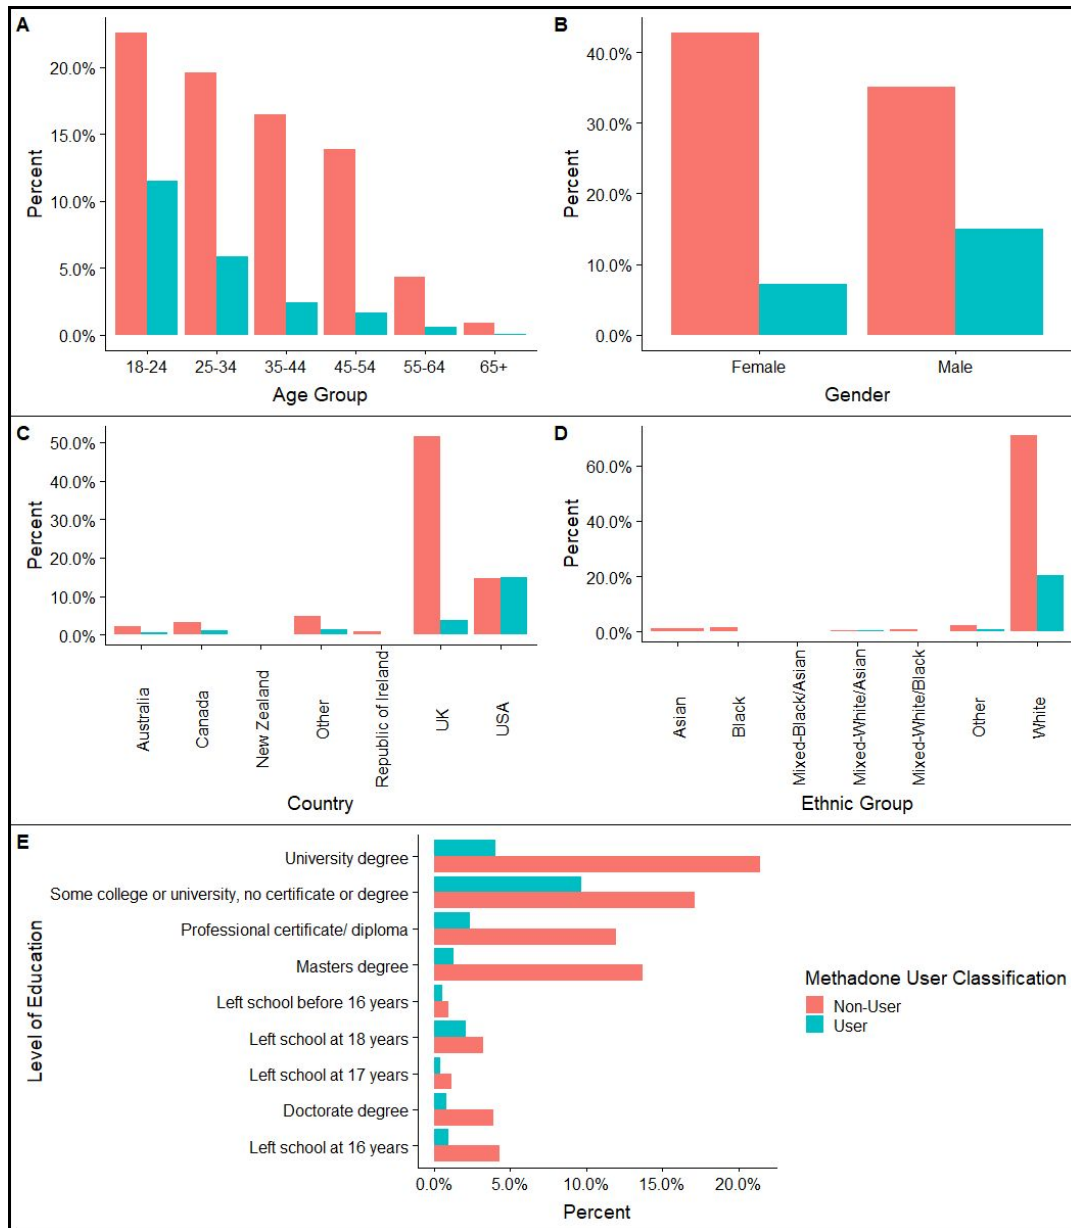 A
Percent
20.0%
15.0%
10.0%
5.0%
0.0%
18-24 25-34 35-44 45-54 55-64 65+
Age Group
B
Percent
40.0%
30.0%
20.0%
10.0%
0.0%
Female Male
Gender
C
Percent
50.0%
40.0%
30.0%
20.0%
10.0%
0.0%
Australia
Canada
New Zealand
Other
Republic of Ireland
UK
USA
Country
D
Percent
60.0%
40.0%
20.0%
0.0%
Asian
Black
Mixed-Black/Asian
Mixed-White/Asian
Mixed-White/Black
Other
White
Ethnic Group
E
Level of Education
University degree
Some college or university, no certificate or degree
Professional certificate/ diploma
Masters degree
Left school before 16 years
Left school at 18 years
Left school at 17 years
Doctorate degree
Left school at 16 years
0.0% 5.0% 10.0% 15.0% 20.0%
Percent
Methadone User Classification
Non-User
User